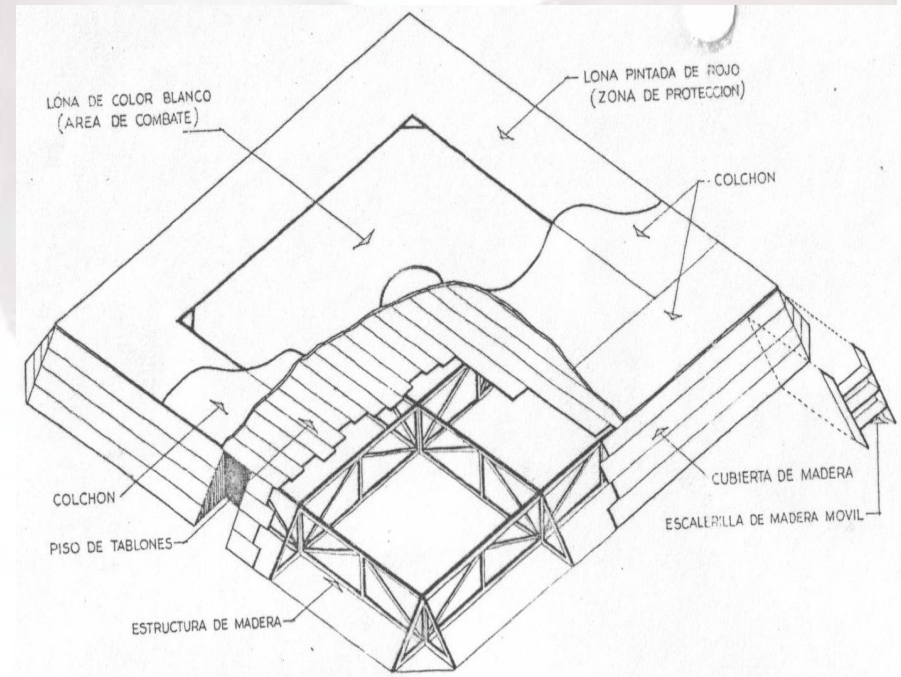 LONA DE COLOR BLANCO
(AREA DE COMBATE)
LONA PINTADA DE ROJO
(ZONA DE PROTECCION)
COLCHON
COLCHON
PISO DE TABLONES
ESTRUCTURA DE MADERA
CUBIERTA DE MADERA
ESCALERILLA DE MADERA MOVIL